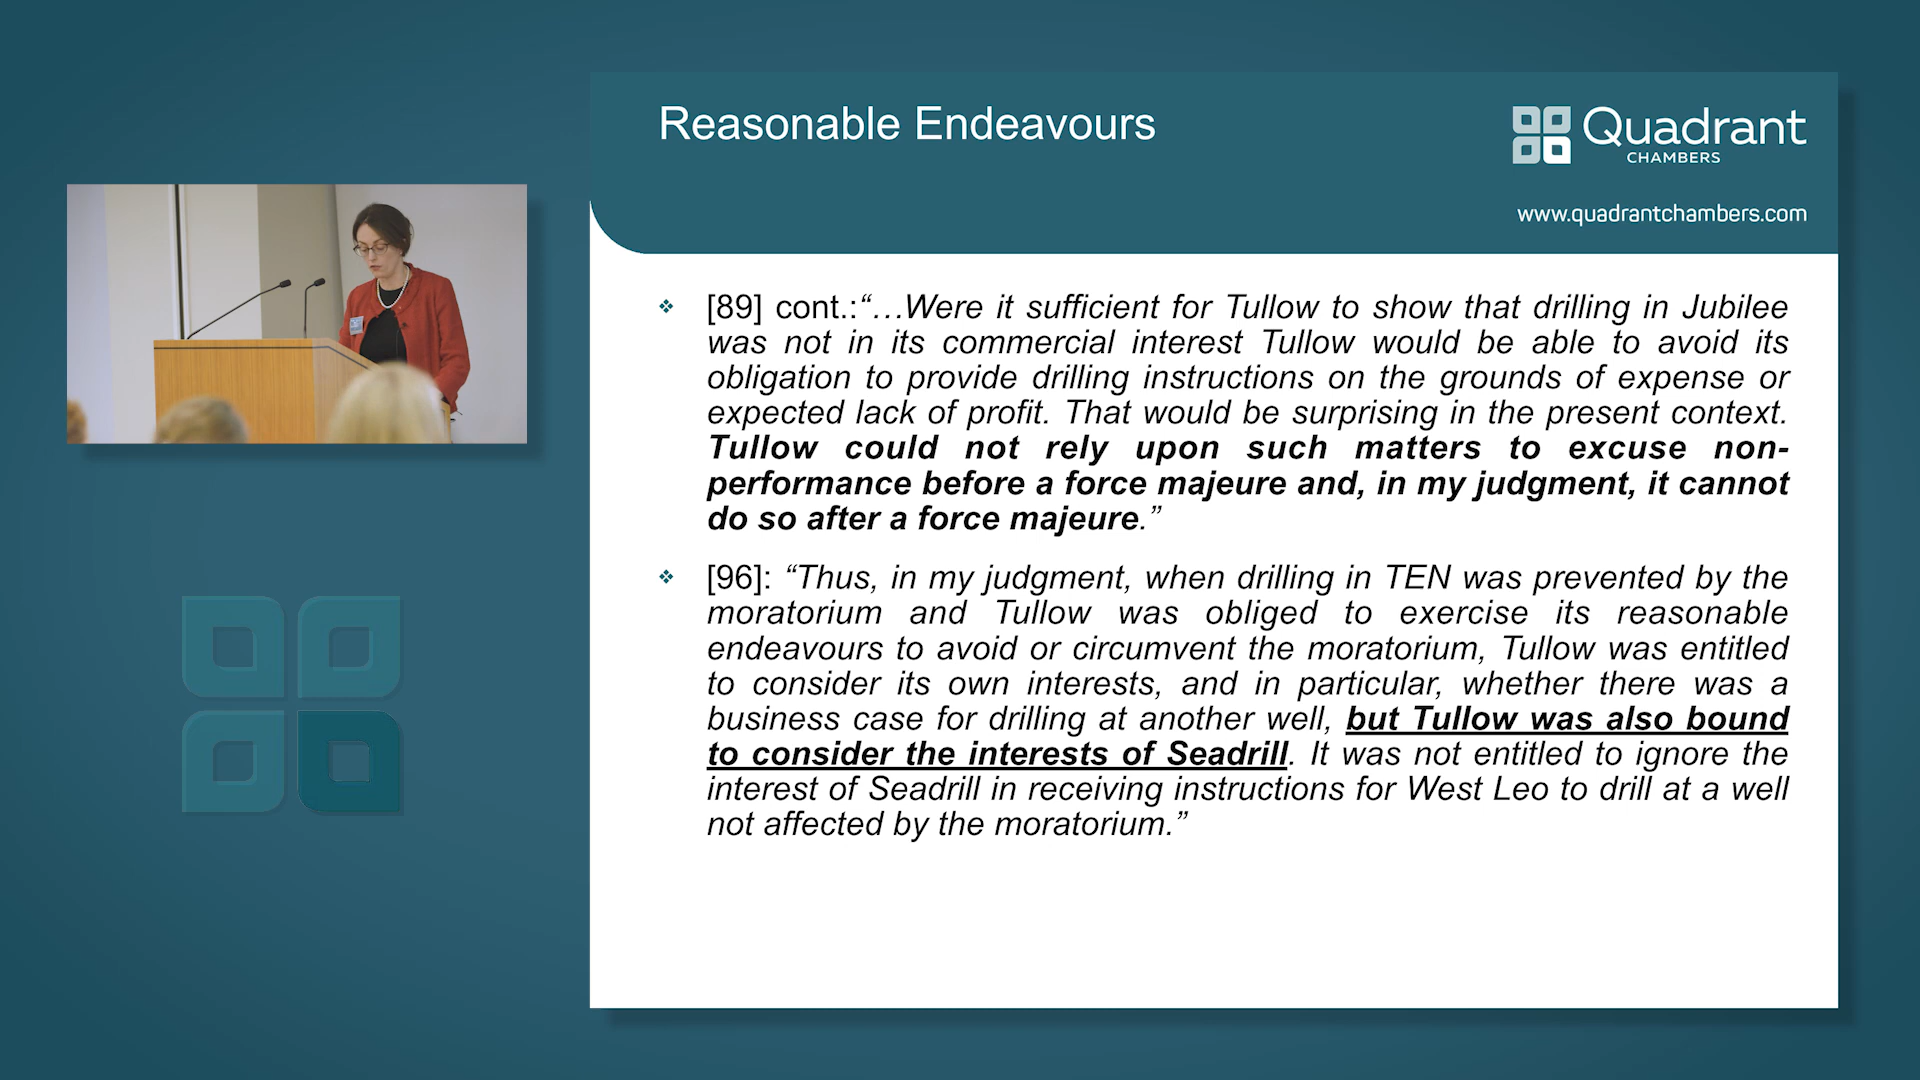 Reasonable Endeavours
Quadrant
CHAMBERS
www.quadrantchambers.com
❖ [89] cont.:“…Were it sufficient for Tullow to show that drilling in Jubilee
was not in its commercial interest Tullow would be able to avoid its
obligation to provide drilling instructions on the grounds of expense or
expected lack of profit. That would be surprising in the present context.
Tullow could not rely upon such matters to excuse non-
performance before a force majeure and, in my judgment, it cannot
do so after a force majeure.”
❖ [96]: “Thus, in my judgment, when drilling in TEN was prevented by the
moratorium and Tullow was obliged to exercise its reasonable
endeavours to avoid or circumvent the moratorium, Tullow was entitled
to consider its own interests, and in particular, whether there was a
business case for drilling at another well, but Tullow was also bound
to consider the interests of Seadrill. It was not entitled to ignore the
interest of Seadrill in receiving instructions for West Leo to drill at a well
not affected by the moratorium.”